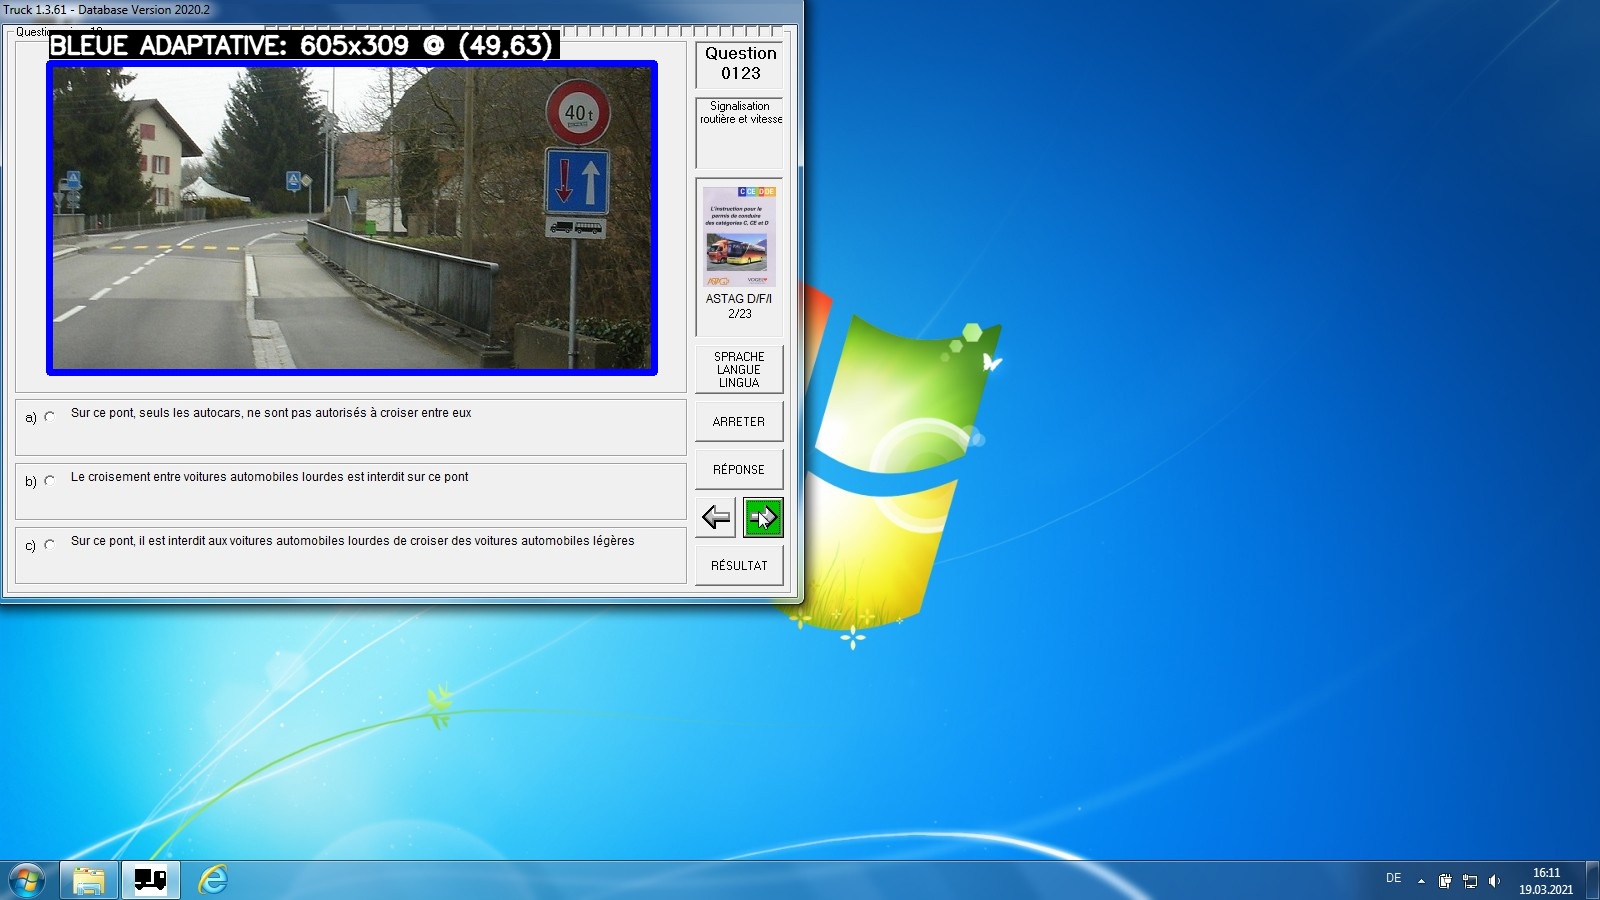 Truck 1.3.61 - Database Version 2020.2
BLEUE ADAPTATIVE: 605x309 @ (49,63)
40 t
Question
0123
Signalisation
routière et vitesse
C CE D DE
L'instruction pour le
permis de conduire
des catégories C, CE et D
ASTAG D/F/I
2/23
SPRACHE
LANGUE
LINGUA
ARRETER
RÉPONSE
RÉSULTAT
a) Sur ce pont, seuls les autocars, ne sont pas autorisés à croiser entre eux
b) Le croisement entre voitures automobiles lourdes est interdit sur ce pont
c) Sur ce pont, il est interdit aux voitures automobiles lourdes de croiser des voitures automobiles légères
DE
16:11
19.03.2021